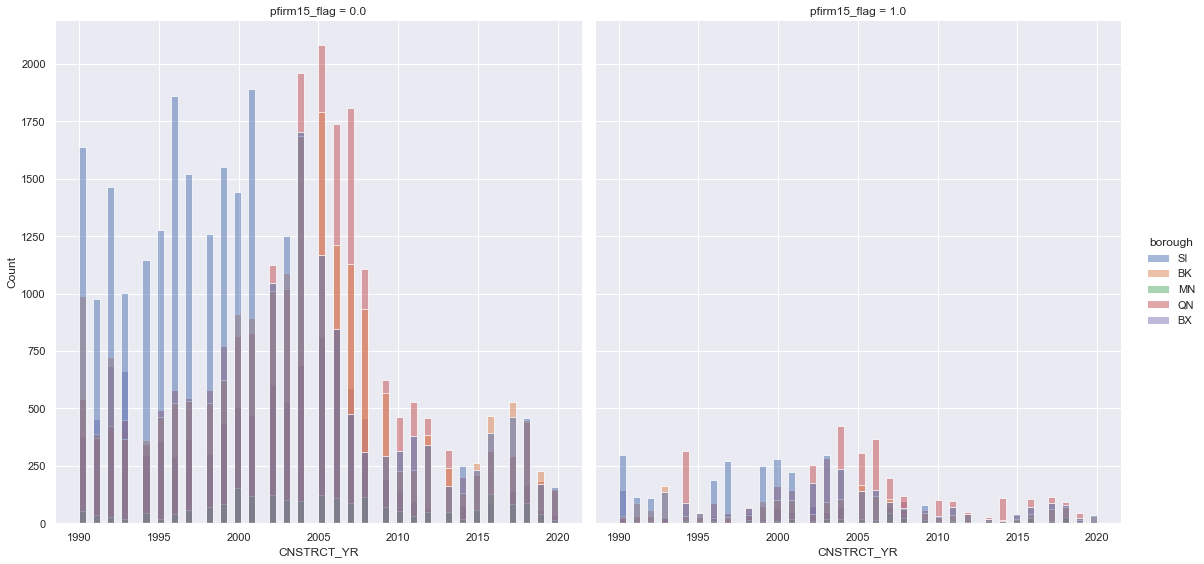 pfirm15_flag = 0.0
pfirm15_flag = 1.0
2000
1750
1500
1250
1000
750
500
250
0
Count
1990
1995
2000
2005
2010
2015
2020
CNSTRCT_YR
1990
1995
2000
2005
2010
2015
2020
CNSTRCT_YR
borough
SI
BK
MN
QN
BX